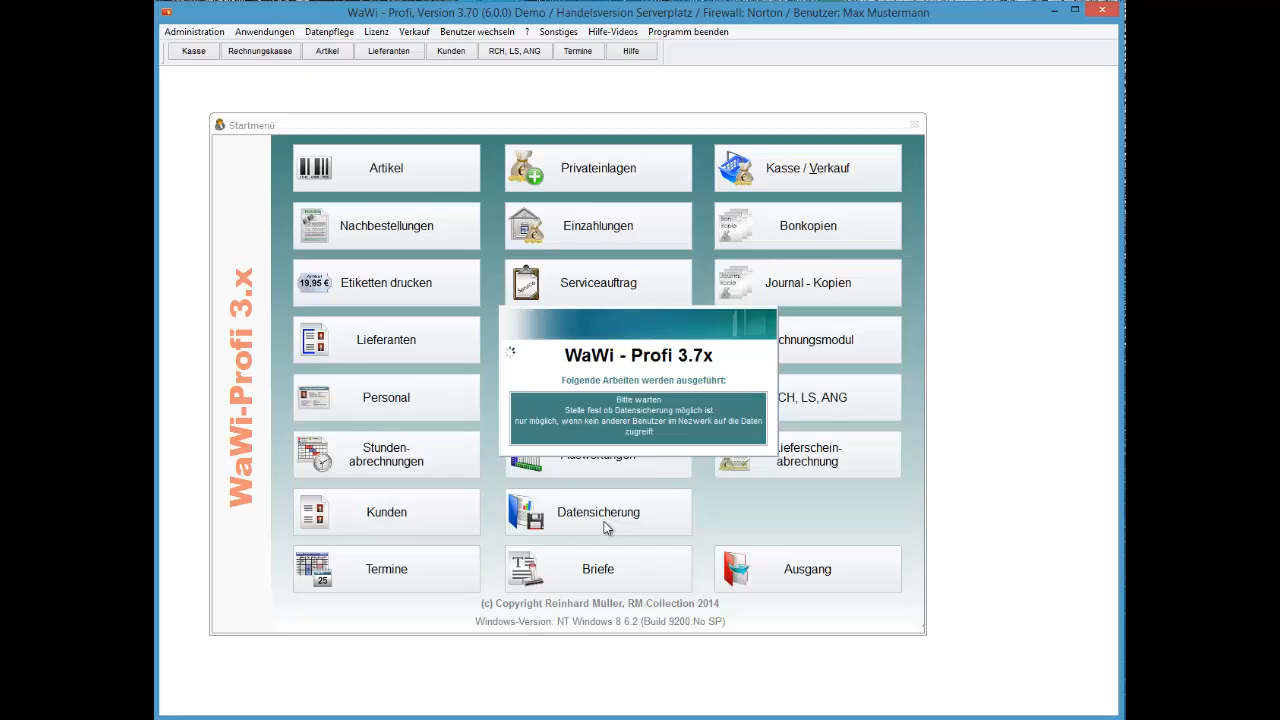 WaWi - Profi, Version 3.70 (6.0.0) Demo / Handelsversion Serverplatz / Firewall: Norton / Benutzer: Max Mustermann
Administration Anwendungen Datenpflege Lizenz Verkauf Benutzer wechseln ? Sonstiges Hilfe-Videos Programm beenden
Kasse Rechnungskasse Artikel Lieferanten Kunden RCH, LS, ANG Termine Hilfe
Startmenü
WaWi-Profi 3.x
Artikel
Privateinlagen
Kasse / Verkauf
Nachbestellungen
Einzahlungen
Bonkopien
Etiketten drucken
Serviceauftrag
Journal - Kopien
Lieferanten
chnungsmodul
WaWi - Profi 3.7x
Folgende Arbeiten werden ausgeführt:
Bitte warten
Stelle fest ob Datensicherung möglich ist
nur möglich, wenn kein anderer Benutzer im Nezwerk auf die Daten
zugreift
Personal
CH, LS, ANG
Stunden-
abrechnungen
Auswertungen
ieferschein-
abrechnung
Kunden
Datensicherung
Termine
Briefe
Ausgang
(c) Copyright Reinhard Müller, RM-Collection 2014
Windows-Version: NT Windows 8 6.2 (Build 9200.No SP)